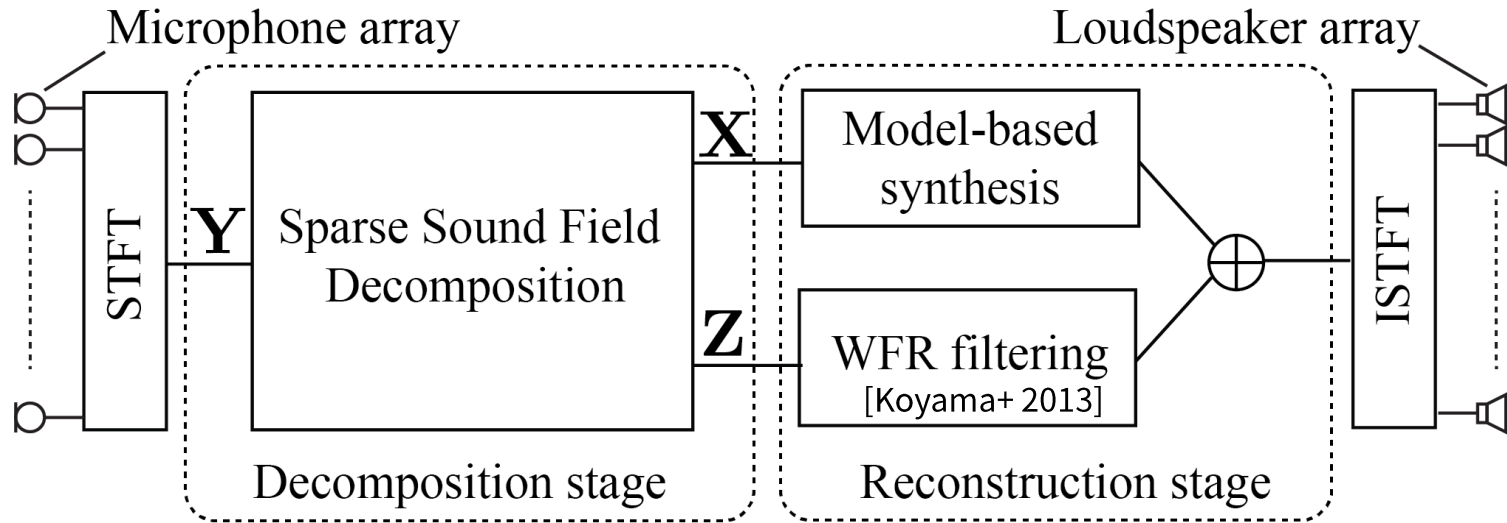 Microphone array
Loudspeaker array
STFT
Y
Sparse Sound Field
Decomposition
X
Z
Decomposition stage
Model-based
synthesis
WFR filtering
[Koyama+ 2013]
Reconstruction stage
ISTFT